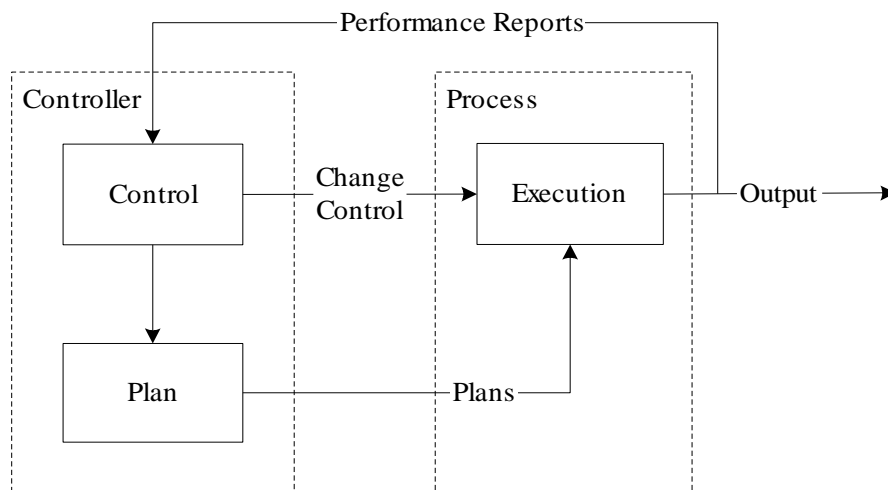 Performance Reports
Controller
Process
Control
Change
Control
Execution
Output
Plan
Plans